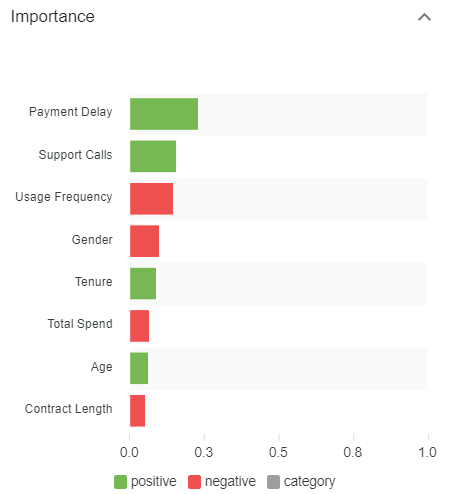 Importance
Payment Delay
Support Calls
Usage Frequency
Gender
Tenure
Total Spend
Age
Contract Length
0.0 0.3 0.5 0.8 1.0
positive negative category